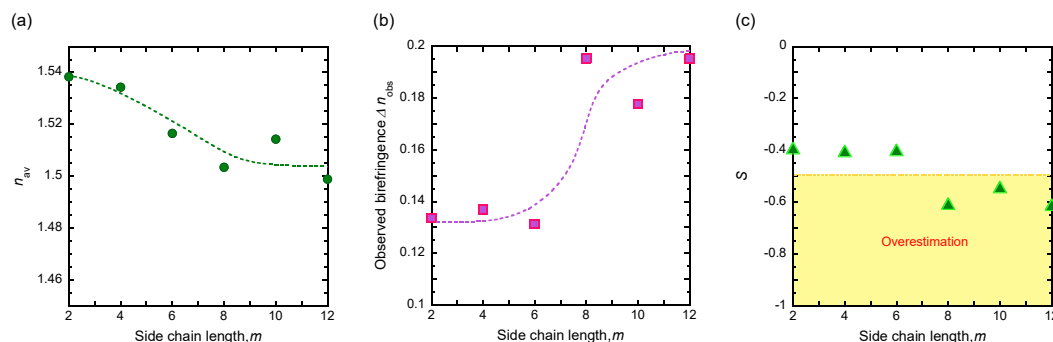 (a)
1.54
1.52
1.5
1.48
1.46
n_av
2 4 6 8 10 12
Side chain length, m
(b)
0.2
0.18
0.16
0.14
0.12
0.1
Observed birefringence Δ n_obs
2 4 6 8 10 12
Side chain length, m
(c)
0
-0.2
-0.4
-0.6
-0.8
-1
S
Overestimation
2 4 6 8 10 12
Side chain length, m